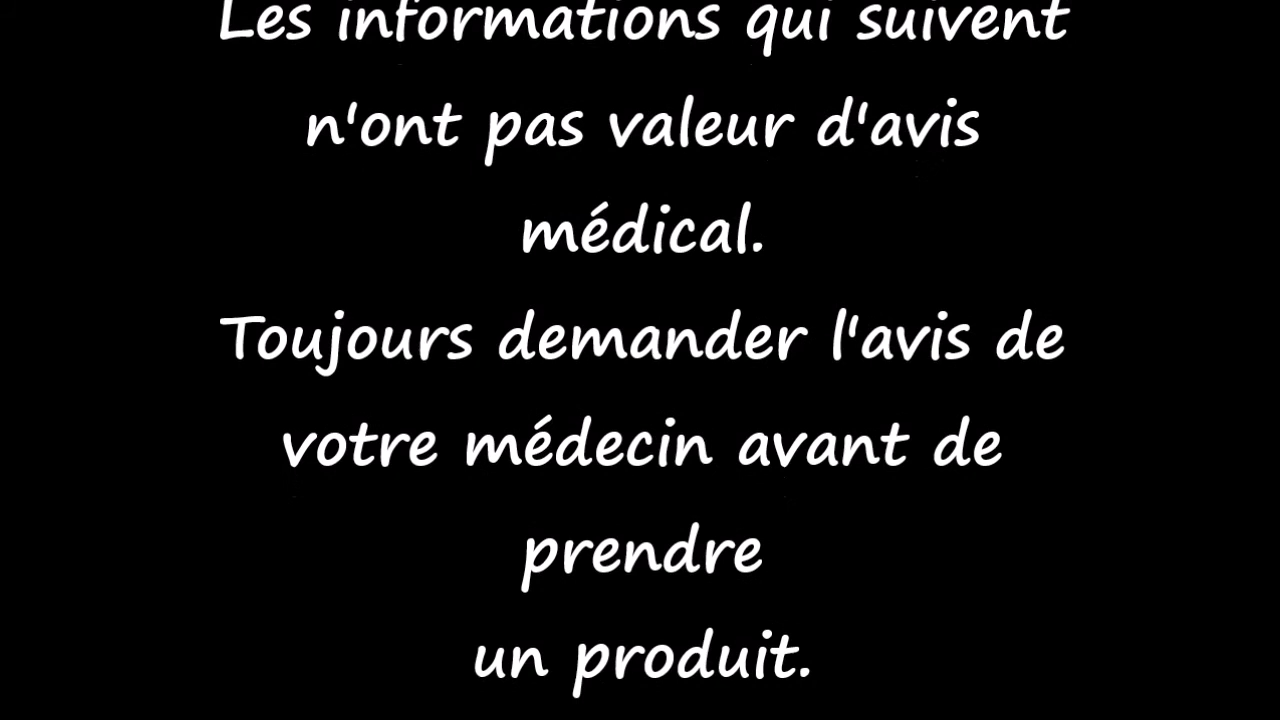 Les informations qui suivent
n'ont pas valeur d'avis
médical.
Toujours demander l'avis de
votre médecin avant de
prendre
un produit.